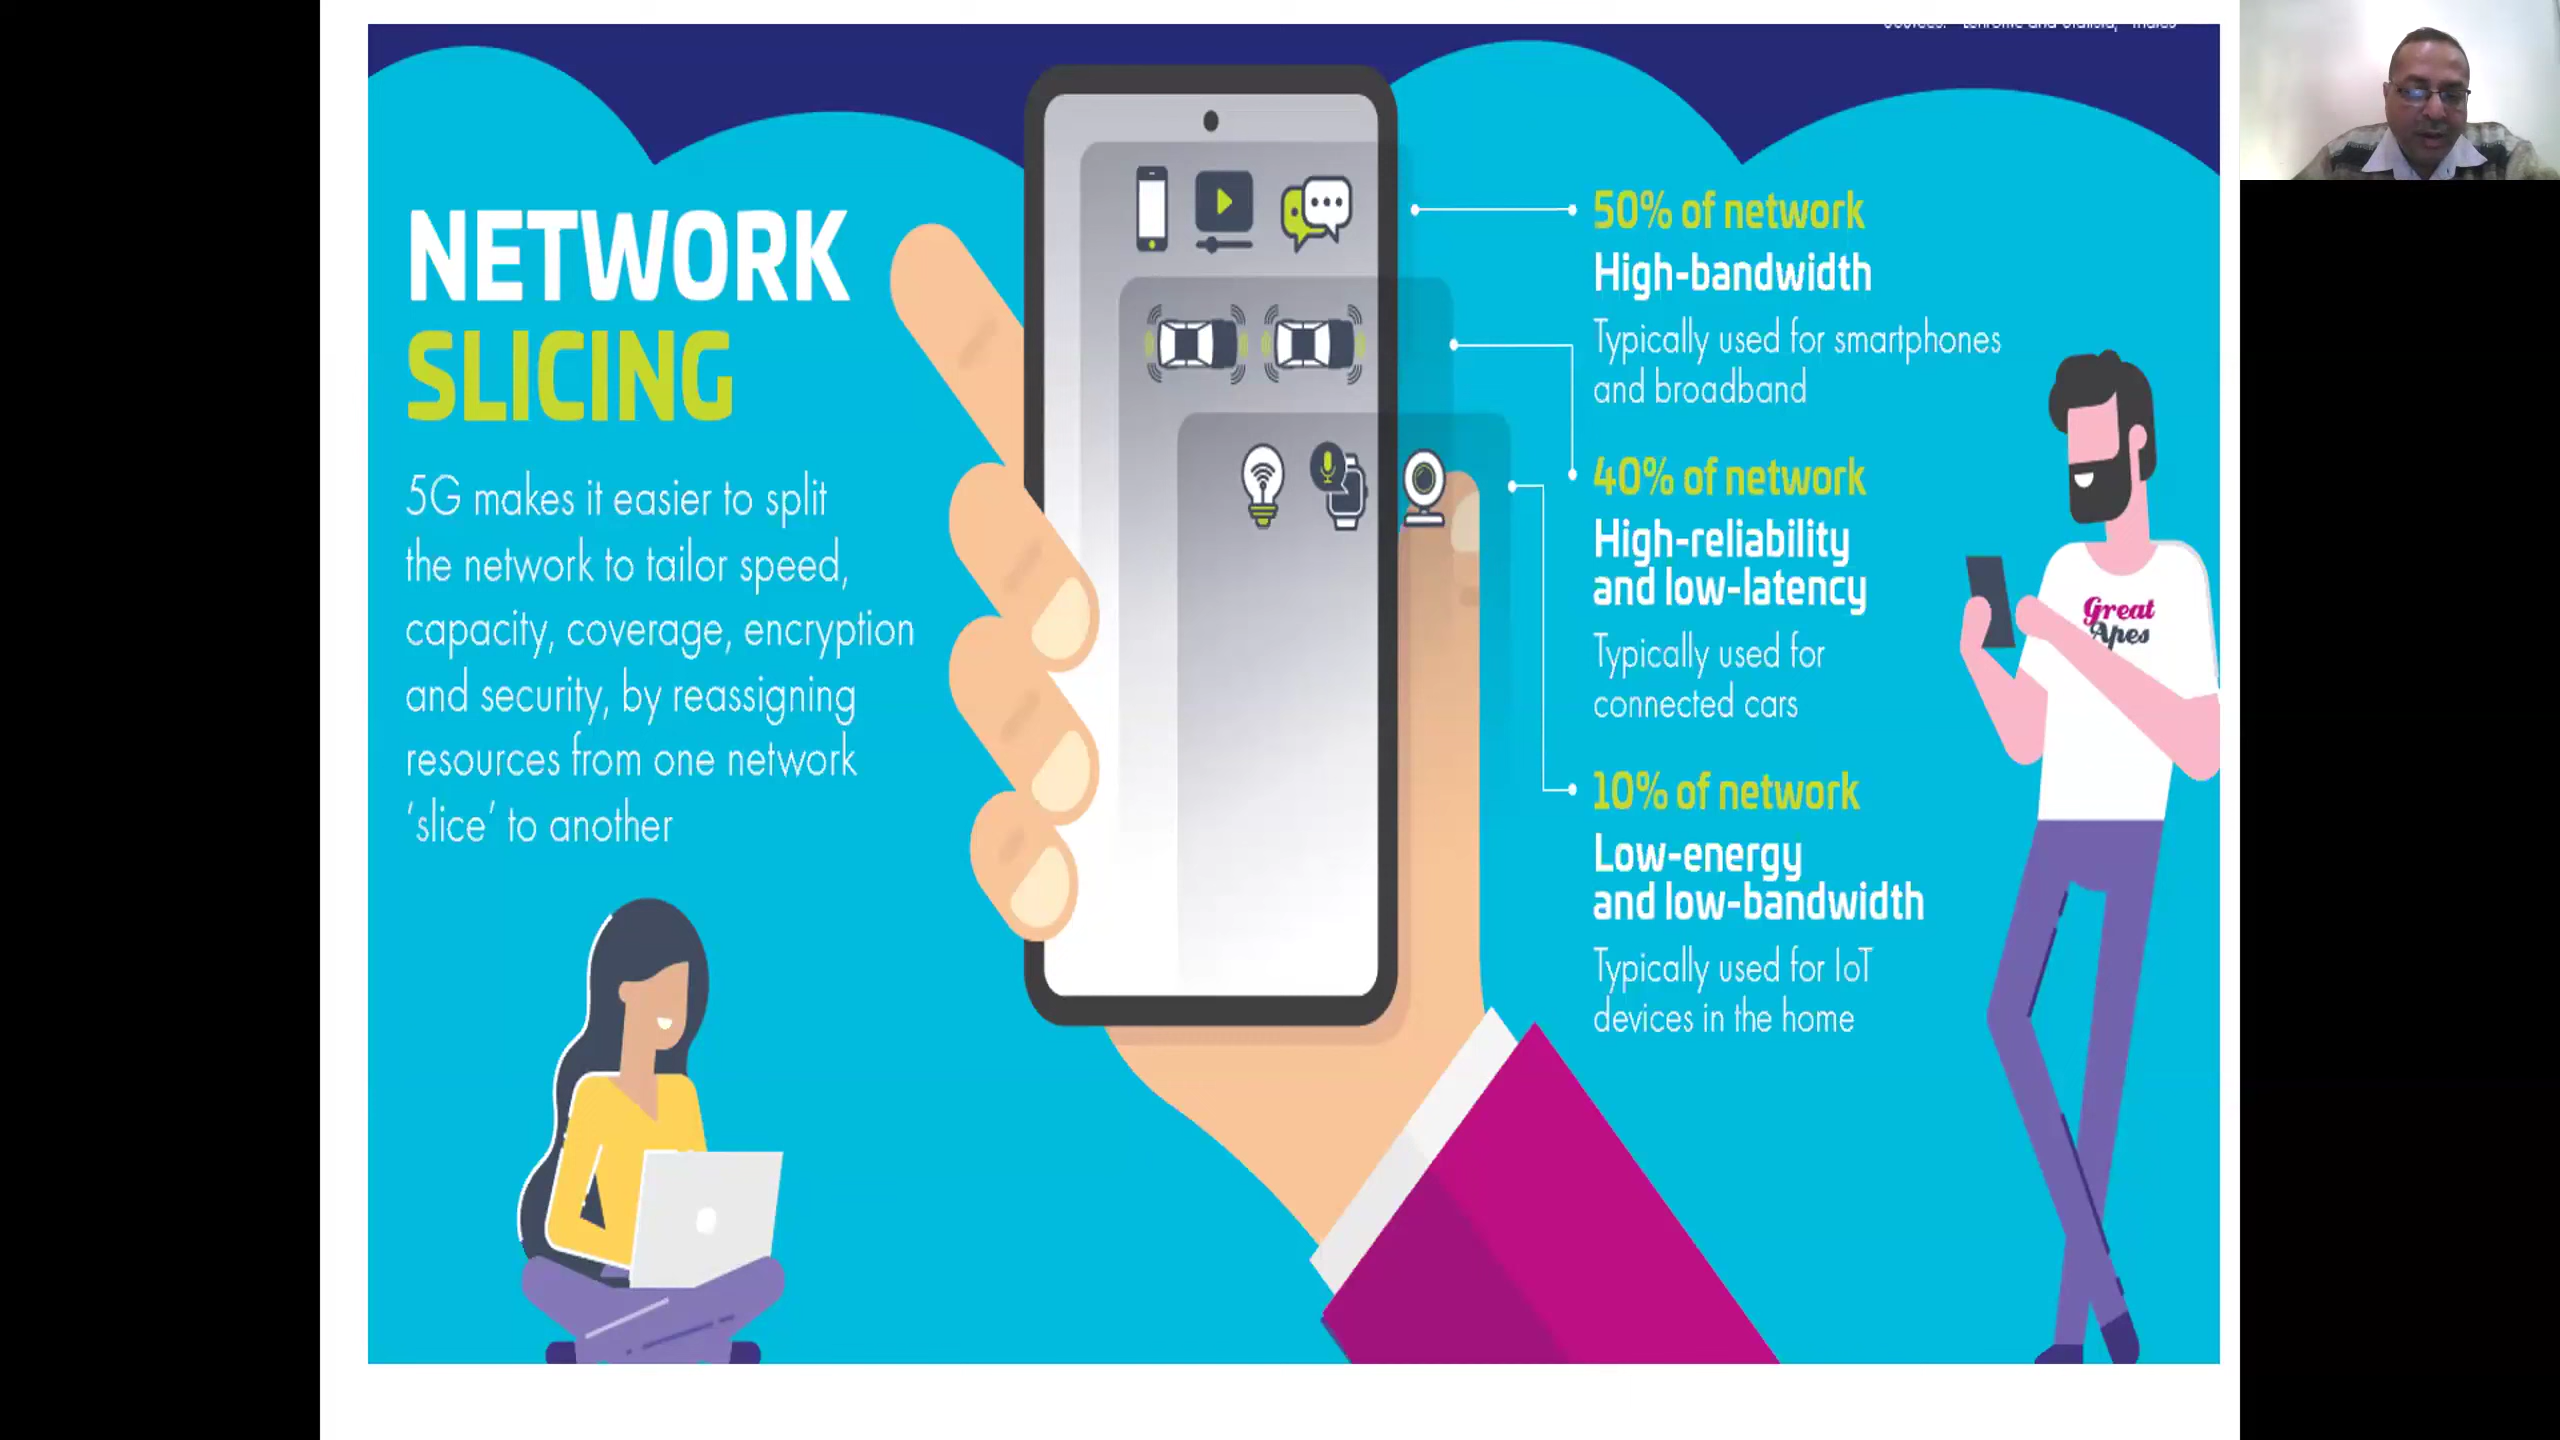 NETWORK
SLICING
5G makes it easier to split
the network to tailor speed,
capacity, coverage, encryption
and security, by reassigning
resources from one network
‘slice’ to another
50% of network
High-bandwidth
Typically used for smartphones
and broadband
40% of network
High-reliability
and low-latency
Typically used for
connected cars
10% of network
Low-energy
and low-bandwidth
Typically used for IoT
devices in the home
Great
Apes